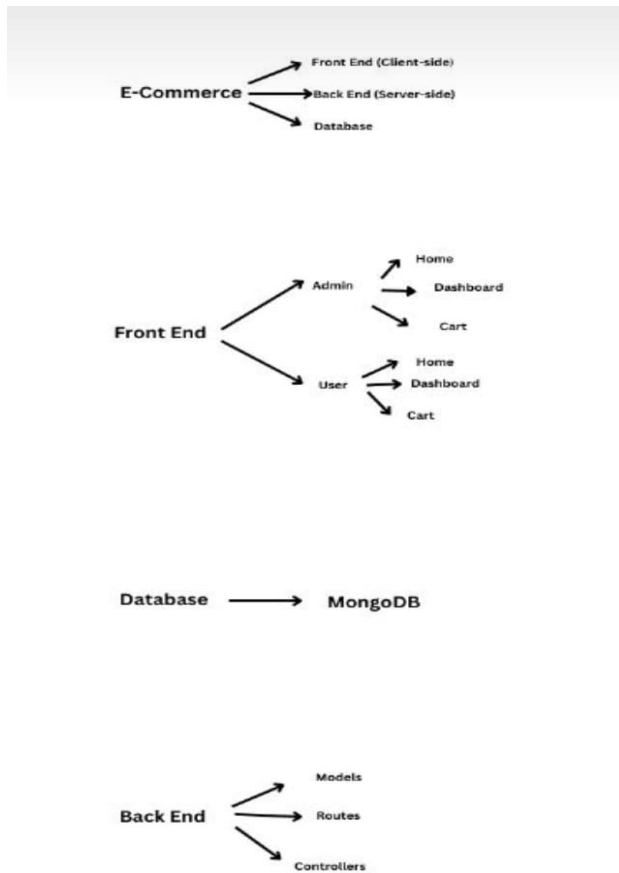 Front End (Client-side)
E-Commerce
Back End (Server-side)
Database
Home
Admin
Dashboard
Cart
Front End
Home
User
Dashboard
Cart
Database
MongoDB
Models
Back End
Routes
Controllers